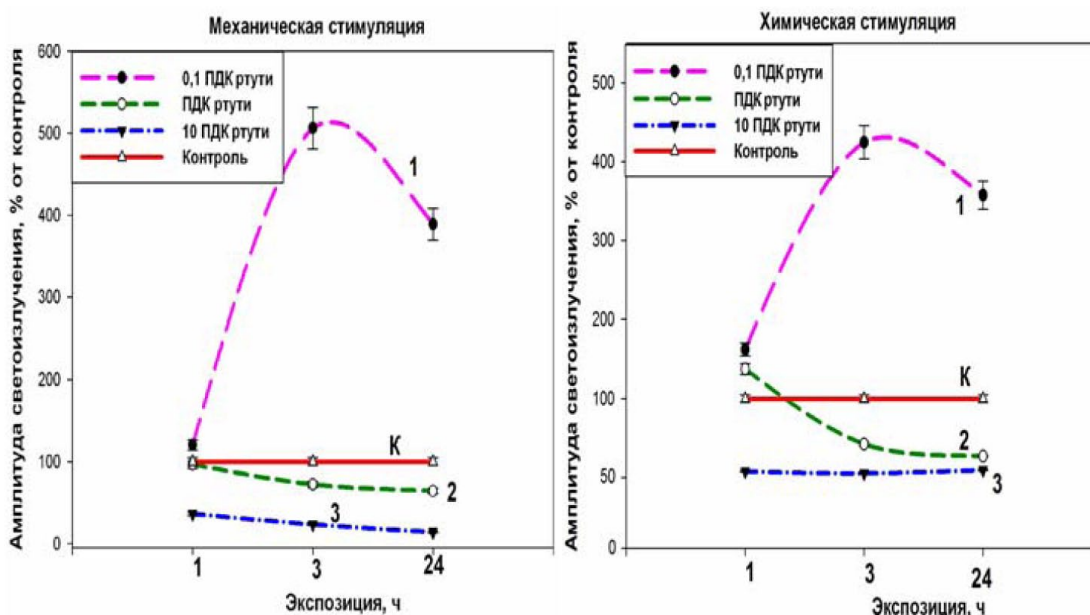 Механическая стимуляция
Амплитуда светоизлучения, % от контроля
600
500
400
300
200
100
0
0,1 ПДК ртути
ПДК ртути
10 ПДК ртути
Контроль
1
К
2
3
1
3
24
Экспозиция, ч
Химическая стимуляция
Амплитуда светоизлучения, % от контроля
500
400
300
200
100
50
0
0,1 ПДК ртути
ПДК ртути
10 ПДК ртути
Контроль
1
К
2
3
1
3
24
Экспозиция, ч